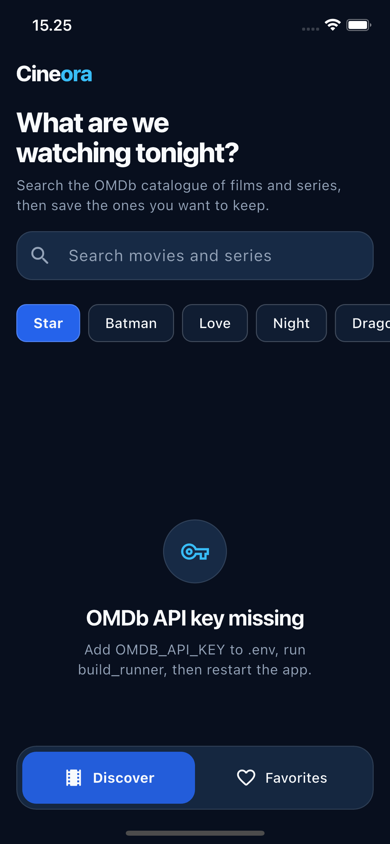 15.25
Cineora
What are we
watching tonight?
Search the OMDb catalogue of films and series,
then save the ones you want to keep.
Search movies and series
Star Batman Love Night Drago
OMDb API key missing
Add OMDB_API_KEY to .env, run
build_runner, then restart the app.
Discover Favorites